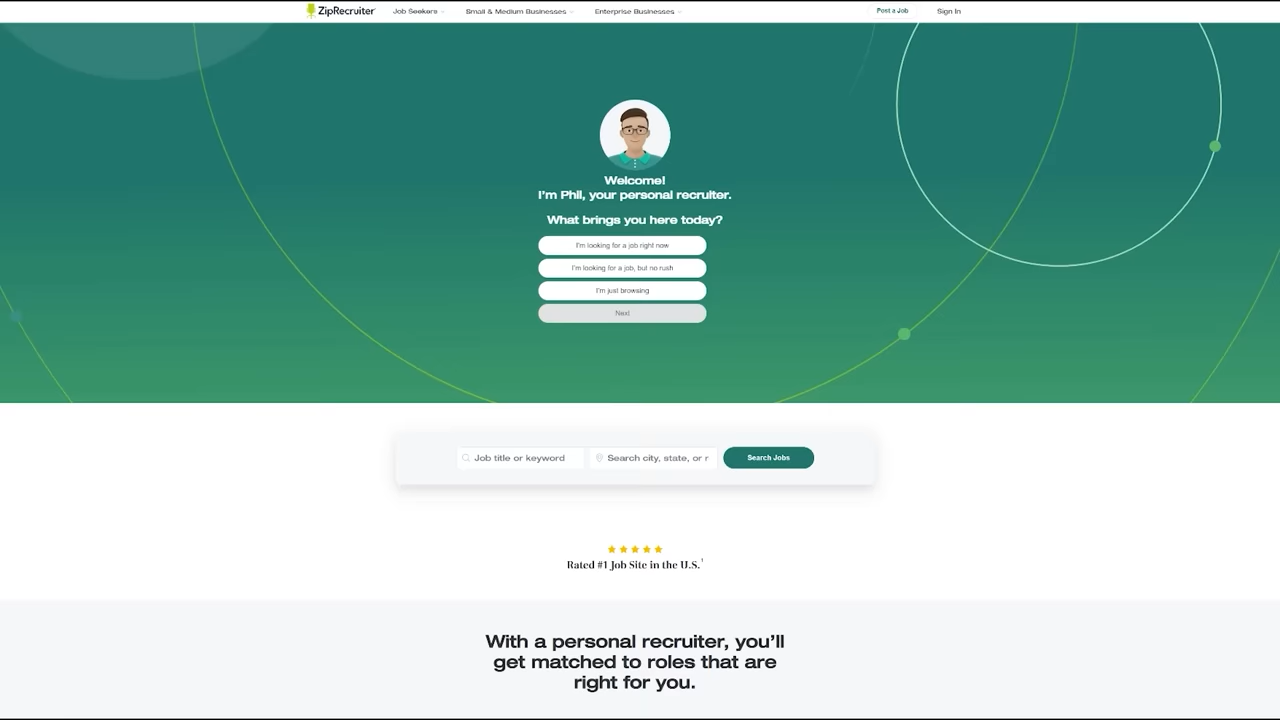 ZipRecruiter
Job Seekers
Small & Medium Businesses
Enterprise Businesses
Post a Job
Sign In
Welcome!
I'm Phil, your personal recruiter.
What brings you here today?
I'm looking for a job right now
I'm looking for a job, but no rush
I'm just browsing
Next
Job title or keyword
Search city, state, or r
Search Jobs
Rated #1 Job Site in the U.S.¹
With a personal recruiter, you'll
get matched to roles that are
right for you.